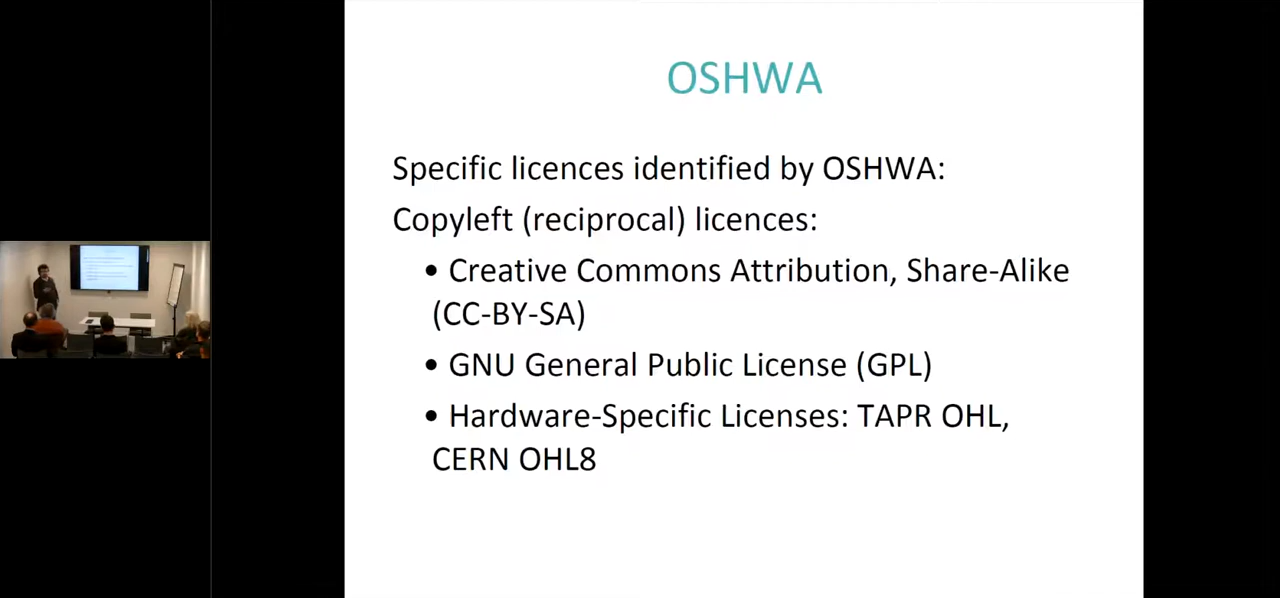 OSHWA
Specific licences identified by OSHWA:
Copyleft (reciprocal) licences:
• Creative Commons Attribution, Share-Alike
(CC-BY-SA)
• GNU General Public License (GPL)
• Hardware-Specific Licenses: TAPR OHL,
CERN OHL8